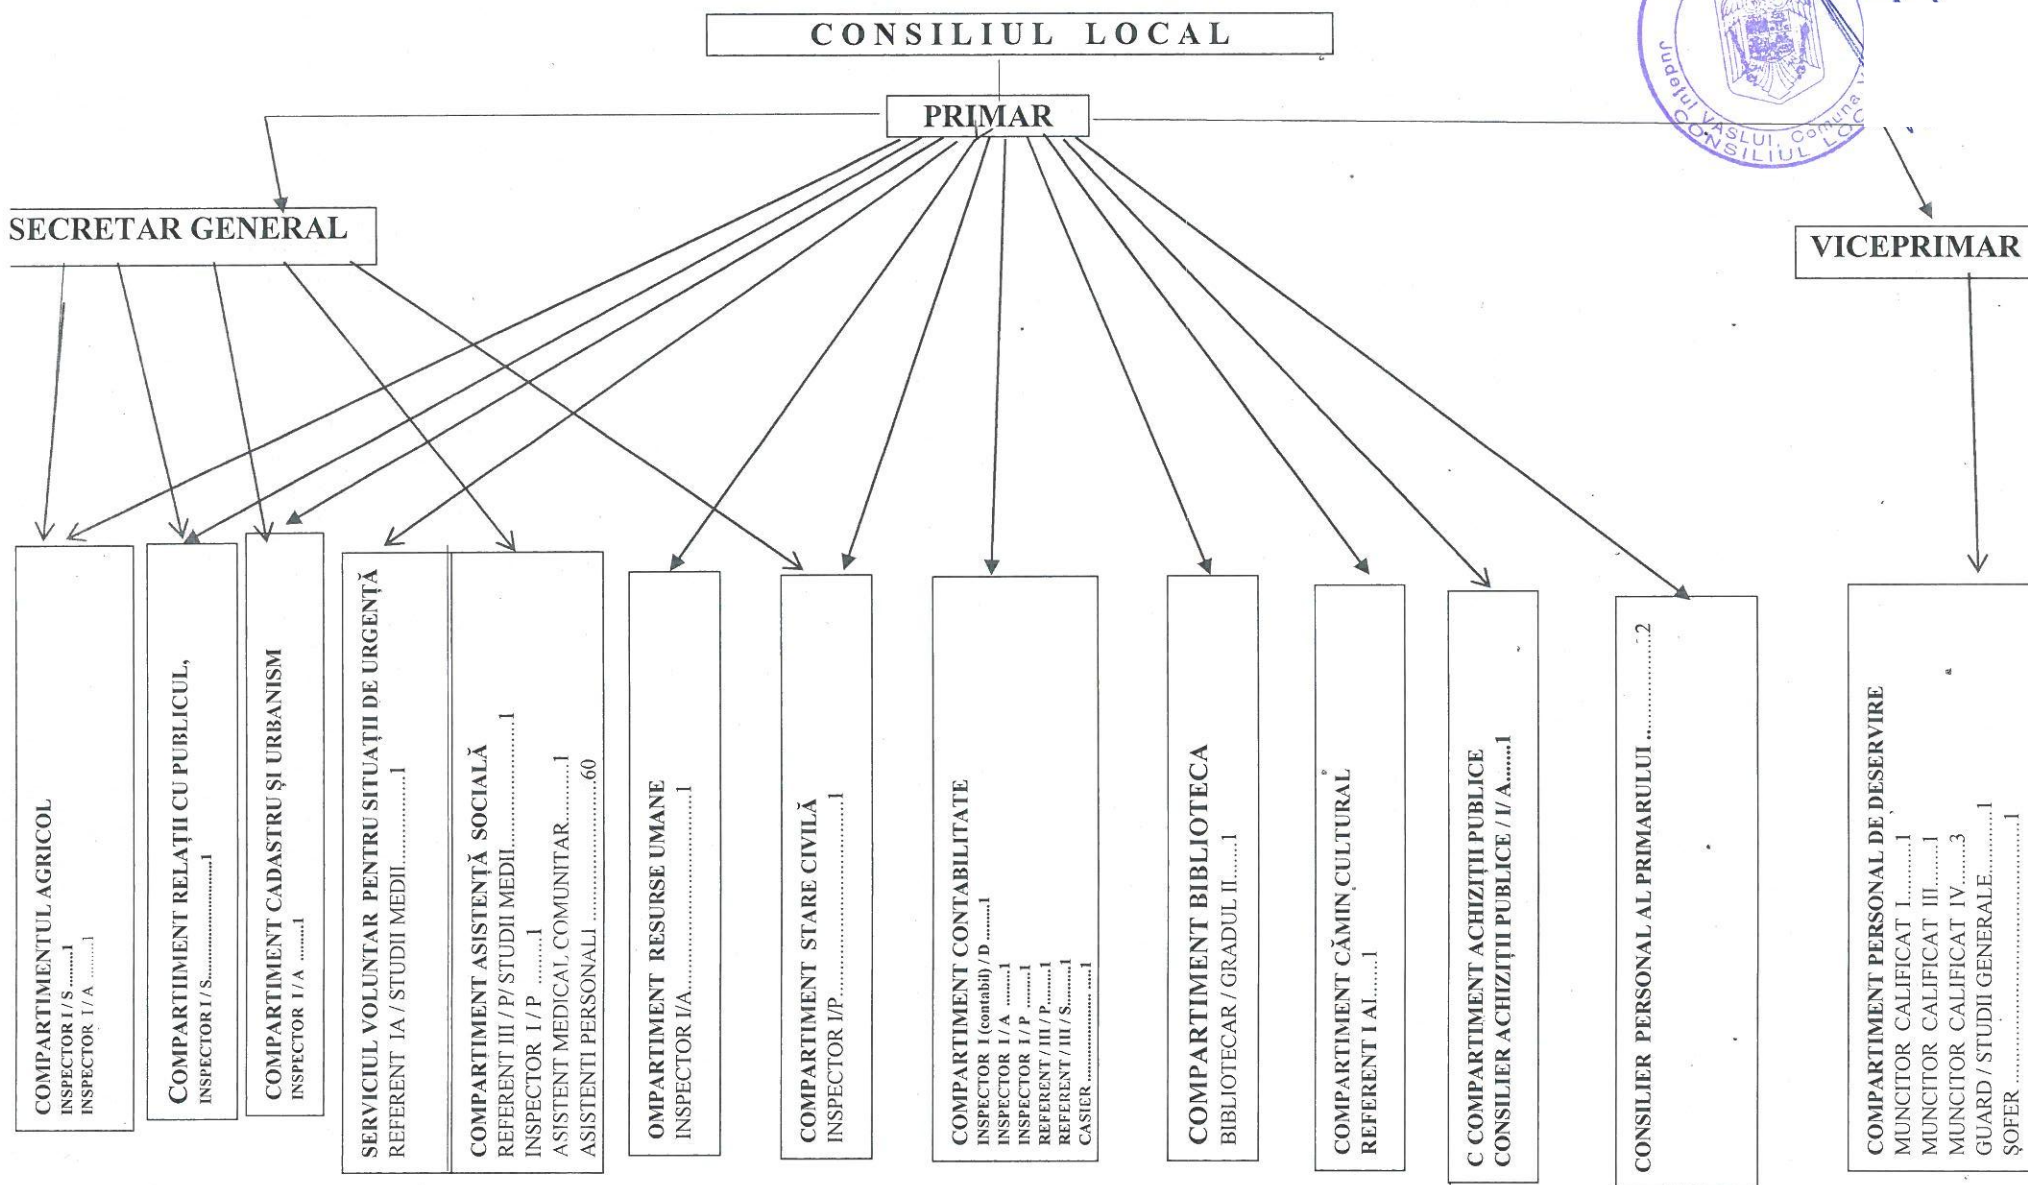 CONSILIUL LOCAL
PRIMAR
Județul VASLUI, Comuna
CONSILIUL LOC
SECRETAR GENERAL
VICEPRIMAR
COMPARTIMENTUL AGRICOL
INSPECTOR I / S.........1
INSPECTOR I / A .........1
COMPARTIMENT RELAȚII CU PUBLICUL,
INSPECTOR I / S....................1
COMPARTIMENT CADASTRU ȘI URBANISM
INSPECTOR I / A ........1
SERVICIUL VOLUNTAR PENTRU SITUAȚII DE URGENȚĂ
REFERENT IA / STUDII MEDII................1
COMPARTIMENT ASISTENȚĂ SOCIALĂ
REFERENT III / P/ STUDII MEDII....................1
INSPECTOR I / P .........1
ASISTENT MEDICAL COMUNITAR.........1
ASISTENTI PERSONALI ..........................60
OMPARTIMENT RESURSE UMANE
INSPECTOR I/A..............................1
COMPARTIMENT STARE CIVILĂ
INSPECTOR I/P..............................1
COMPARTIMENT CONTABILITATE
INSPECTOR I (contabil) / D .........1
INSPECTOR I / A .........1
INSPECTOR I / P .........1
REFERENT / III / P.........1
REFERENT / III / S.........1
CASIER ......................1
COMPARTIMENT BIBLIOTECA
BIBLIOTECAR / GRADUL II......1
COMPARTIMENT CĂMIN CULTURAL
REFERENT I A1......1
C COMPARTIMENT ACHIZIȚII PUBLICE
CONSILIER ACHIZIȚII PUBLICE / I/ A........1
CONSILIER PERSONAL AL PRIMARULUI ....................2
COMPARTIMENT PERSONAL DE DESERVIRE
MUNCITOR CALIFICAT I.........1
MUNCITOR CALIFICAT III......1
MUNCITOR CALIFICAT IV......3
GUARD / STUDII GENERALE............1
ȘOFER..........................................1